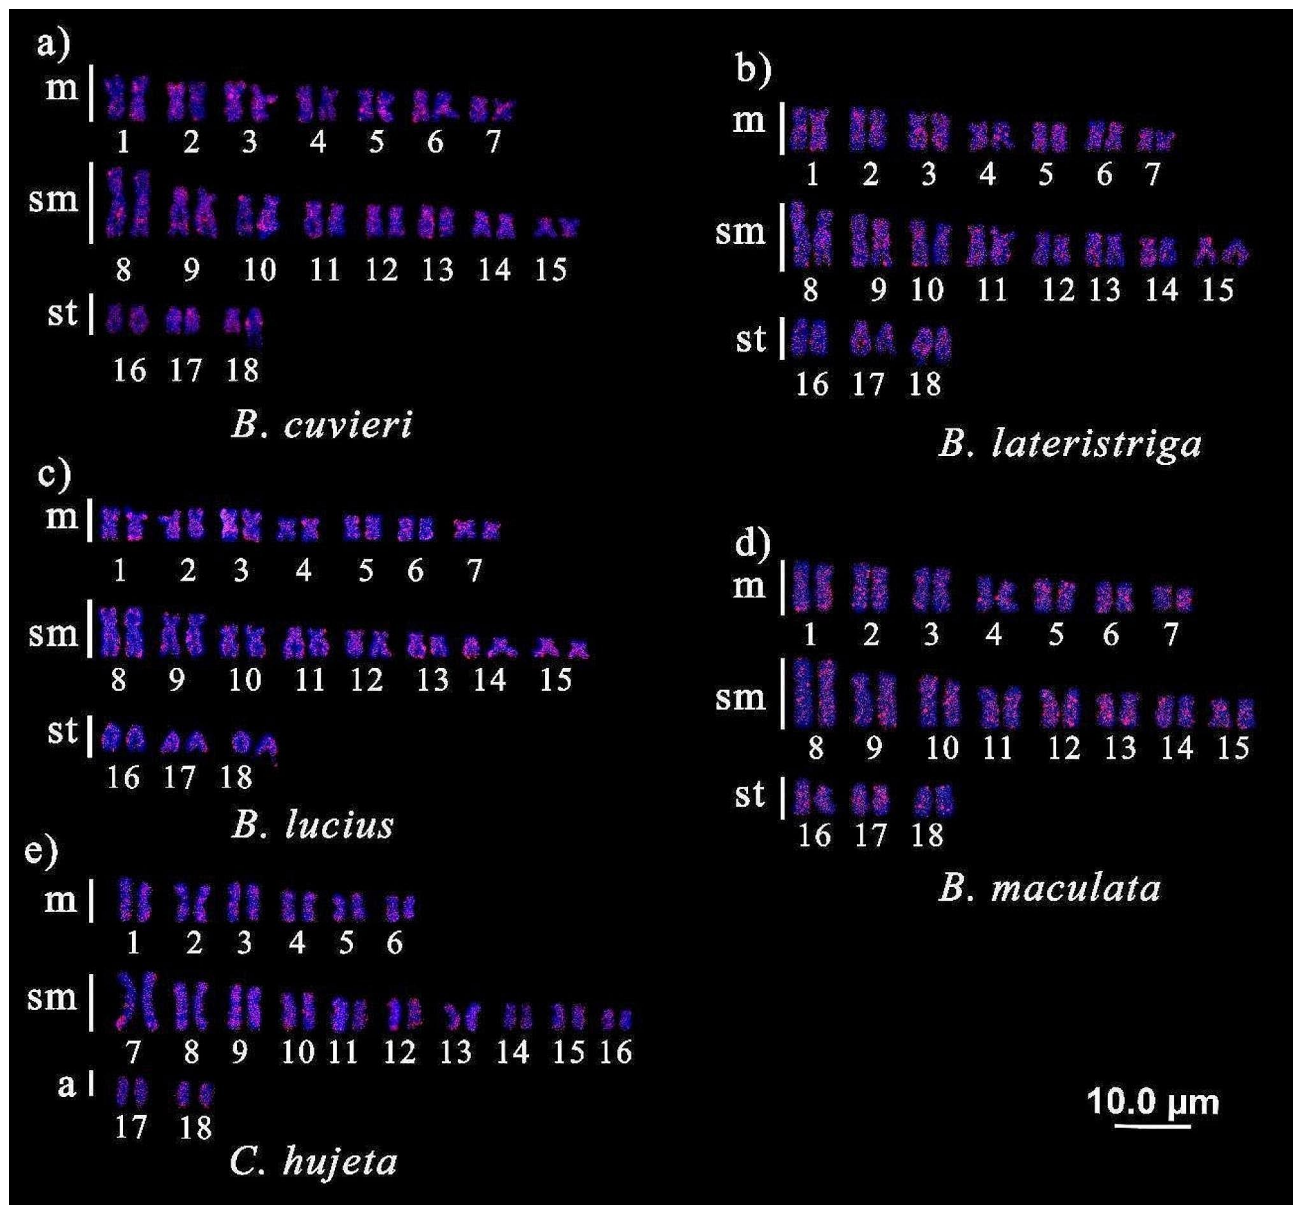 a)
m
1 2 3 4 5 6 7
sm
8 9 10 11 12 13 14 15
st
16 17 18
B. cuvieri
b)
m
1 2 3 4 5 6 7
sm
8 9 10 11 12 13 14 15
st
16 17 18
B. lateristriga
c)
m
1 2 3 4 5 6 7
sm
8 9 10 11 12 13 14 15
st
16 17 18
B. lucius
d)
m
1 2 3 4 5 6 7
sm
8 9 10 11 12 13 14 15
st
16 17 18
B. maculata
e)
m
1 2 3 4 5 6
sm
7 8 9 10 11 12 13 14 15 16
a
17 18
C. hujeta
10.0 µm